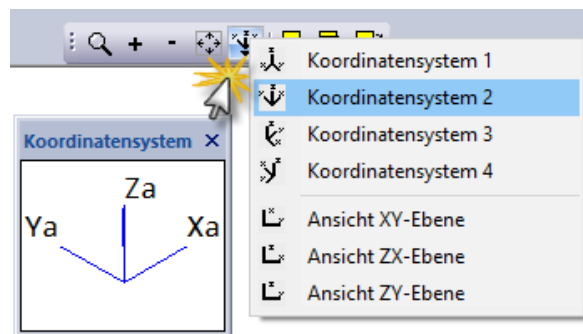 Koordinatensystem 1
Koordinatensystem 2
Koordinatensystem 3
Koordinatensystem 4
Ansicht XY-Ebene
Ansicht ZX-Ebene
Ansicht ZY-Ebene
Koordinatensystem
Za
Ya Xa